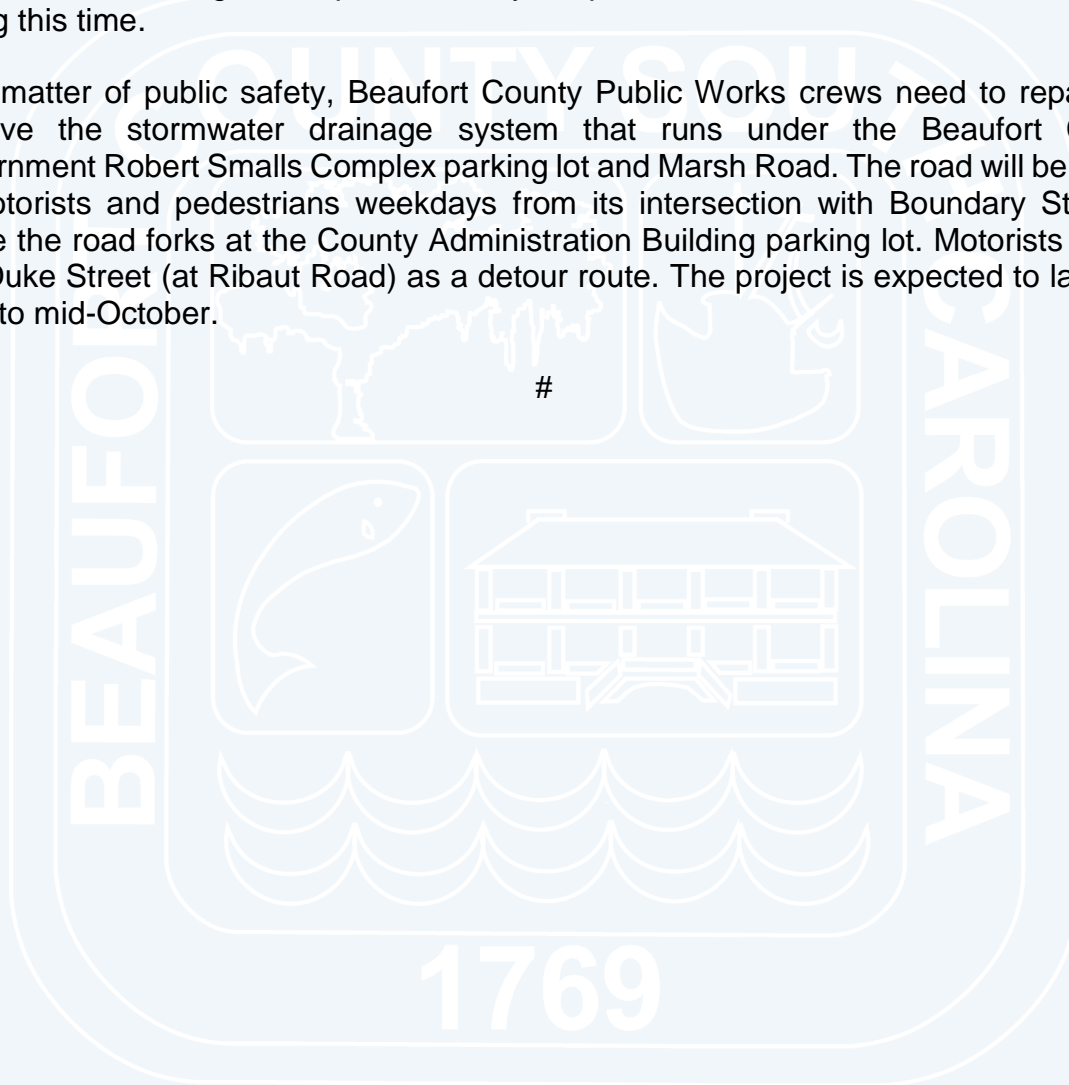 g this time.
matter of public safety, Beaufort County Public Works crews need to repa
ve the stormwater drainage system that runs under the Beaufort
rnment Robert Smalls Complex parking lot and Marsh Road. The road will be
otorists and pedestrians weekdays from its intersection with Boundary St
e the road forks at the County Administration Building parking lot. Motorists
Duke Street (at Ribaut Road) as a detour route. The project is expected to la
to mid-October.
#
BEAUFORT COUNTY SOUTH CAROLINA
1769